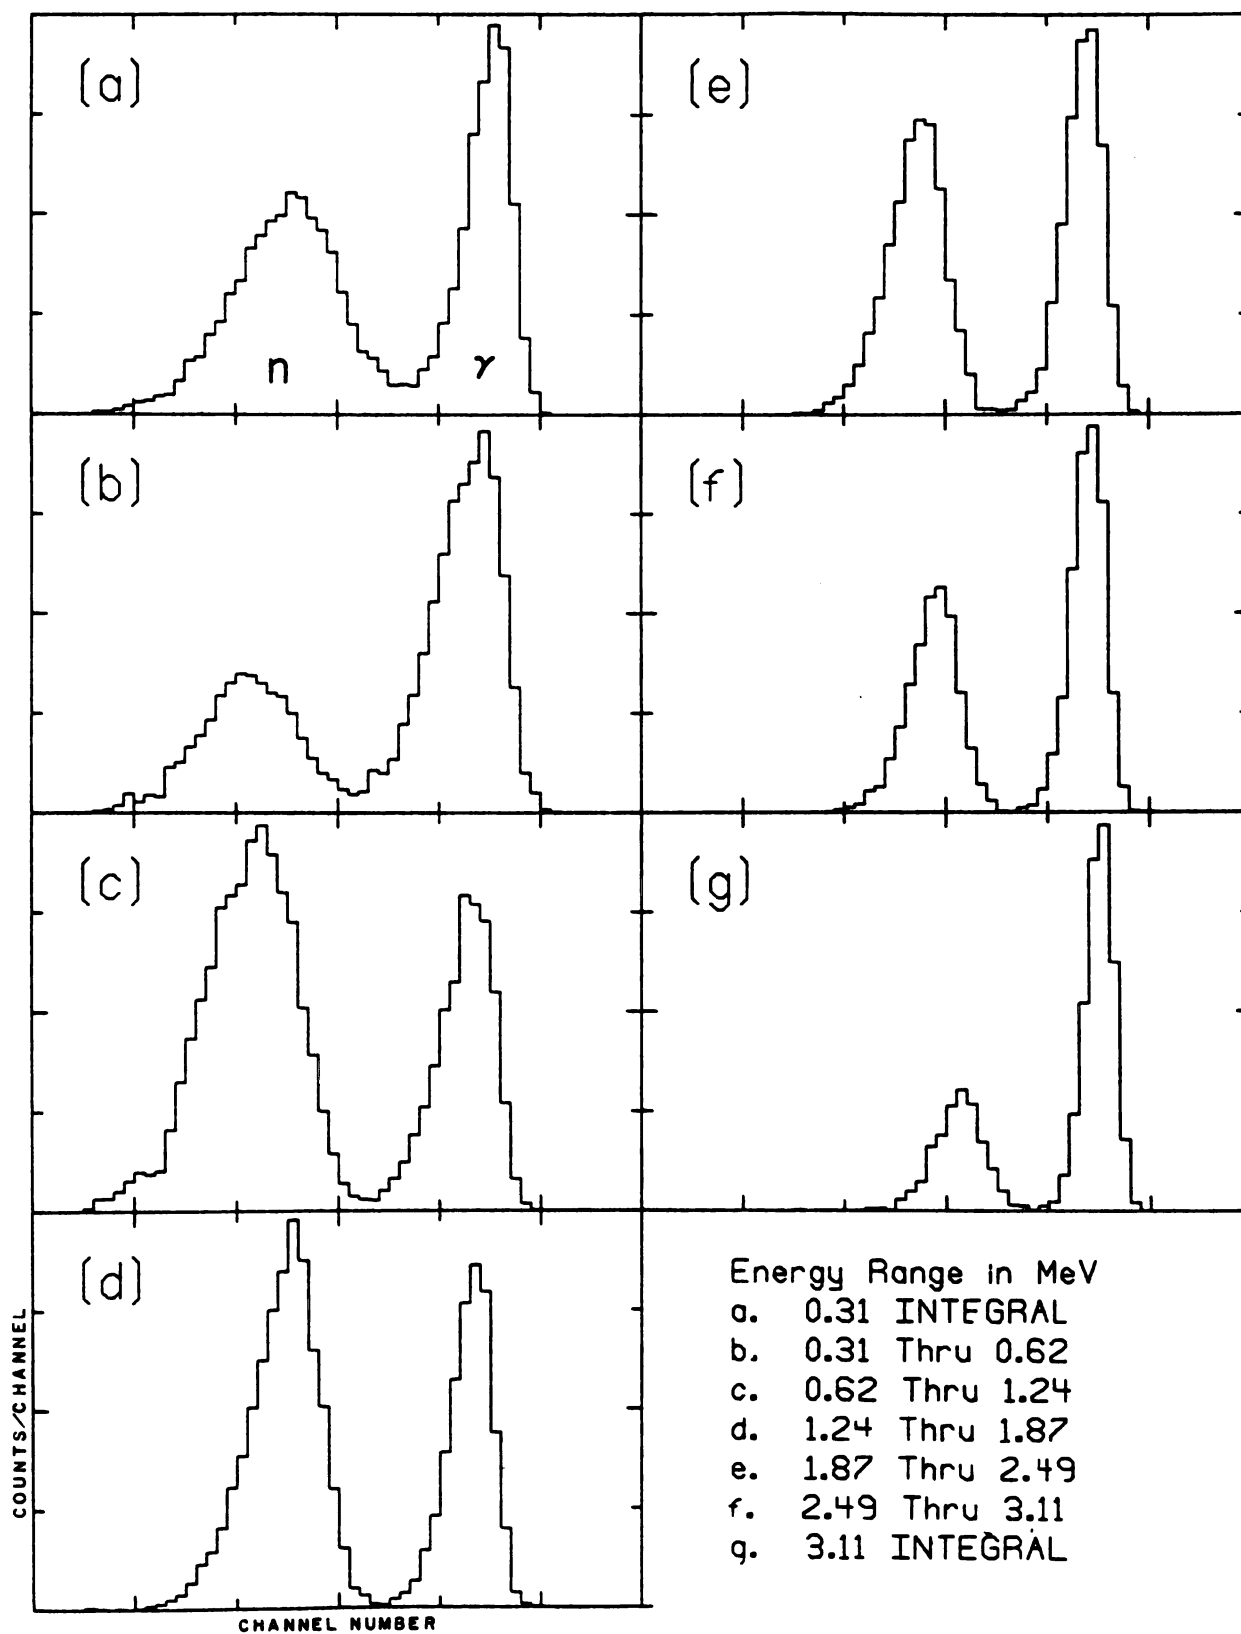 (a)
n
γ
(b)
(c)
(d)
COUNTS/CHANNEL
CHANNEL NUMBER
(e)
(f)
(g)
Energy Range in MeV
a. 0.31 INTEGRAL
b. 0.31 Thru 0.62
c. 0.62 Thru 1.24
d. 1.24 Thru 1.87
e. 1.87 Thru 2.49
f. 2.49 Thru 3.11
g. 3.11 INTEGRAL